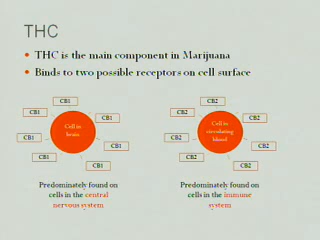 THC
THC is the main component in Marijuana
Binds to two possible receptors on cell surface
CB1
CB1
CB1
CB1
CB1
CB1
CB1
Cell in
brain
CB2
CB2
CB2
CB2
CB2
CB2
CB2
Cell in
circulating
blood
Predominately found on
cells in the central
nervous system
Predominately found on
cells in the immune
system